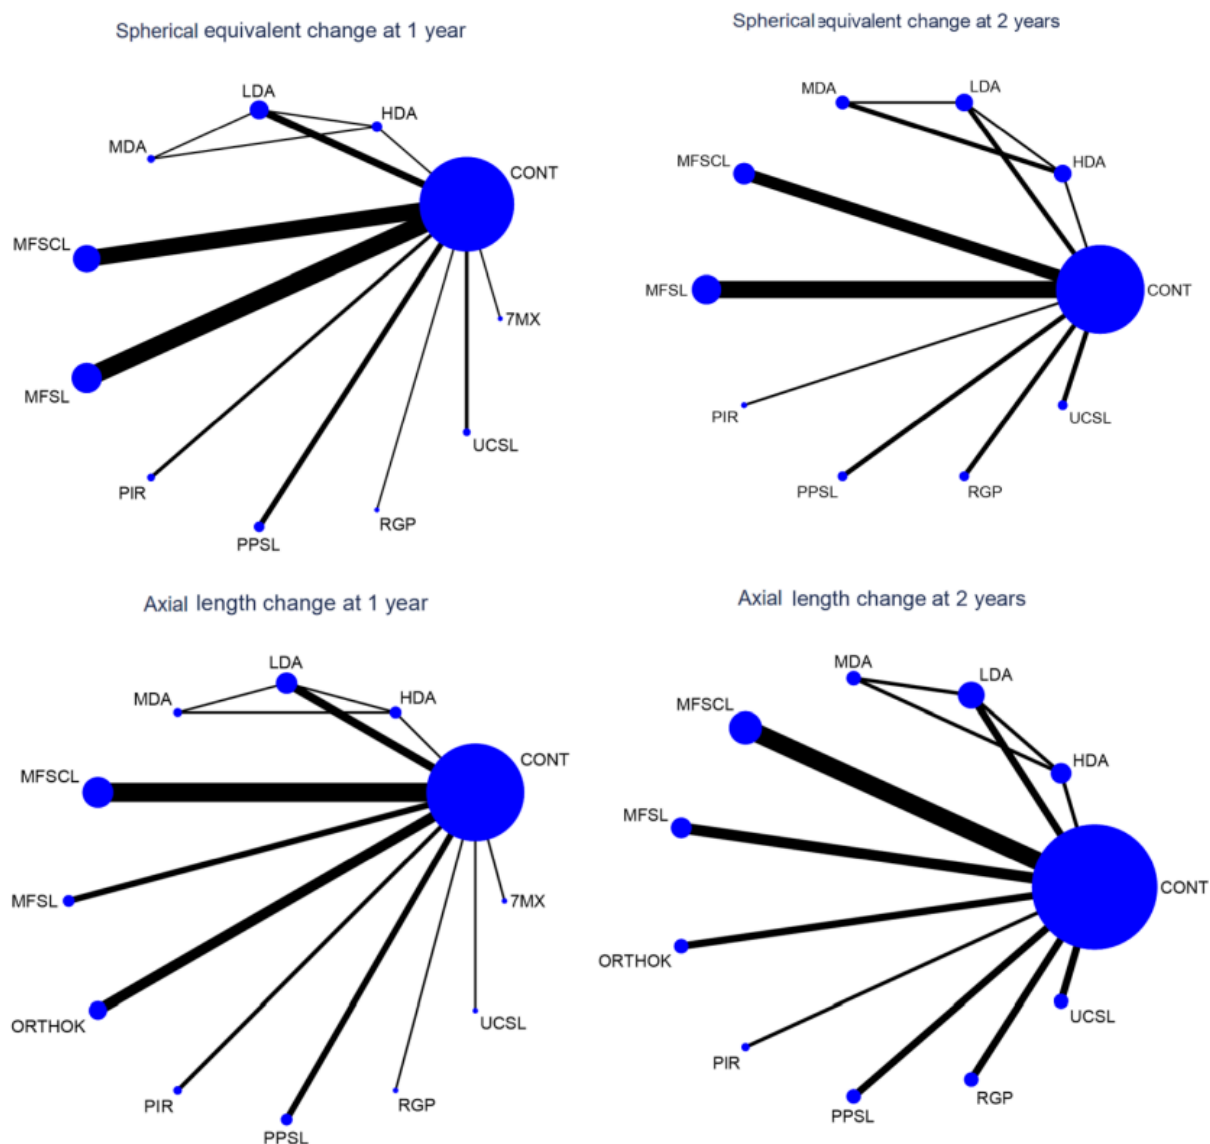 Spherical equivalent change at 1 year
LDA
HDA
MDA
CONT
MFSCL
7MX
MFSL
UCSL
PIR
RGP
PPSL
Spherical equivalent change at 2 years
MDA
LDA
MFSCL
HDA
MFSL
CONT
PIR
UCSL
PPSL
RGP
Axial length change at 1 year
LDA
MDA
HDA
CONT
MFSCL
MFSL
7MX
ORTHOK
UCSL
PIR
RGP
PPSL
Axial length change at 2 years
MDA
LDA
MFSCL
HDA
MFSL
CONT
ORTHOK
UCSL
PIR
RGP
PPSL